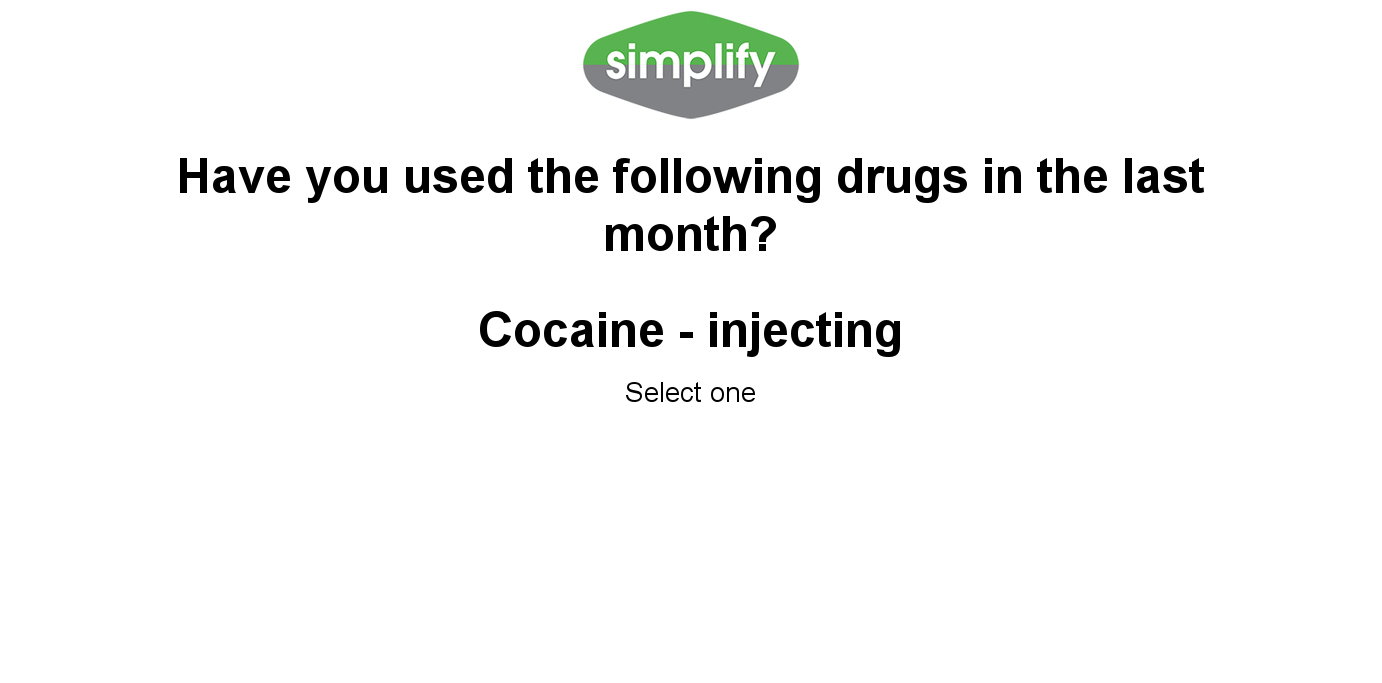 simplify
Have you used the following drugs in the last
month?
Cocaine - injecting
Select one